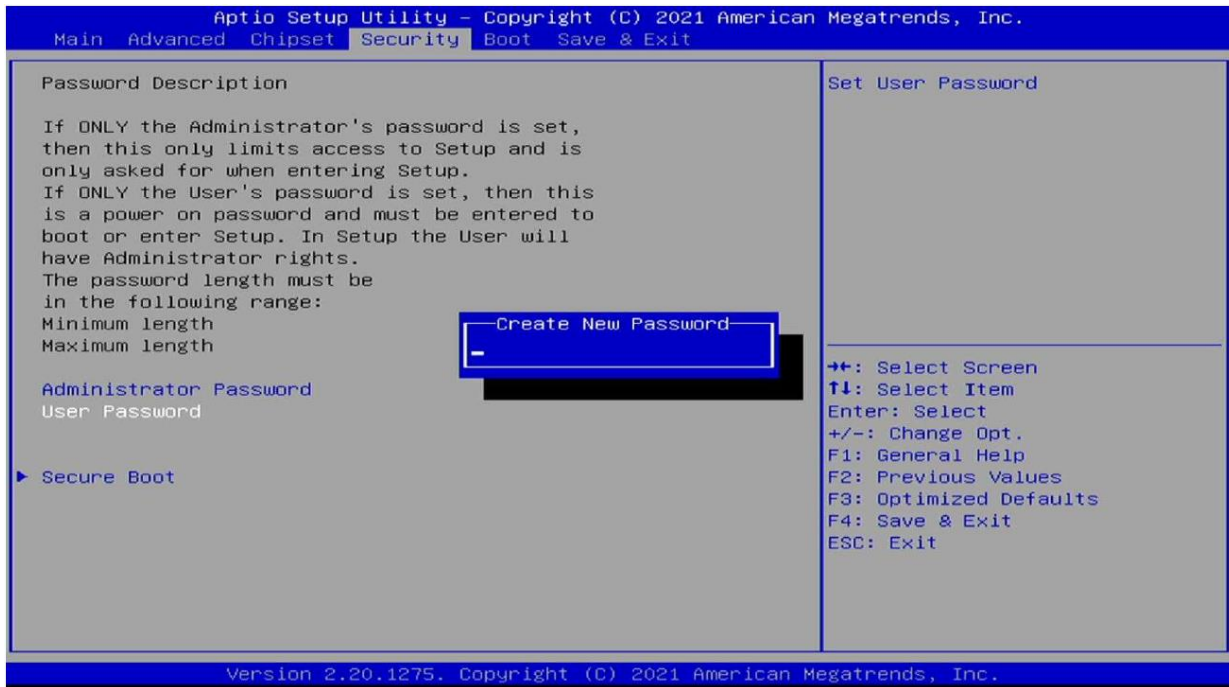 Aptio Setup Utility – Copyright (C) 2021 American Megatrends, Inc.
Main Advanced Chipset Security Boot Save & Exit
Password Description
If ONLY the Administrator's password is set,
then this only limits access to Setup and is
only asked for when entering Setup.
If ONLY the User's password is set, then this
is a power on password and must be entered to
boot or enter Setup. In Setup the User will
have Administrator rights.
The password length must be
in the following range:
Minimum length
Maximum length
Administrator Password
User Password
Secure Boot
Create New Password
Set User Password
→←: Select Screen
↑↓: Select Item
Enter: Select
+/-: Change Opt.
F1: General Help
F2: Previous Values
F3: Optimized Defaults
F4: Save & Exit
ESC: Exit
Version 2.20.1275. Copyright (C) 2021 American Megatrends, Inc.